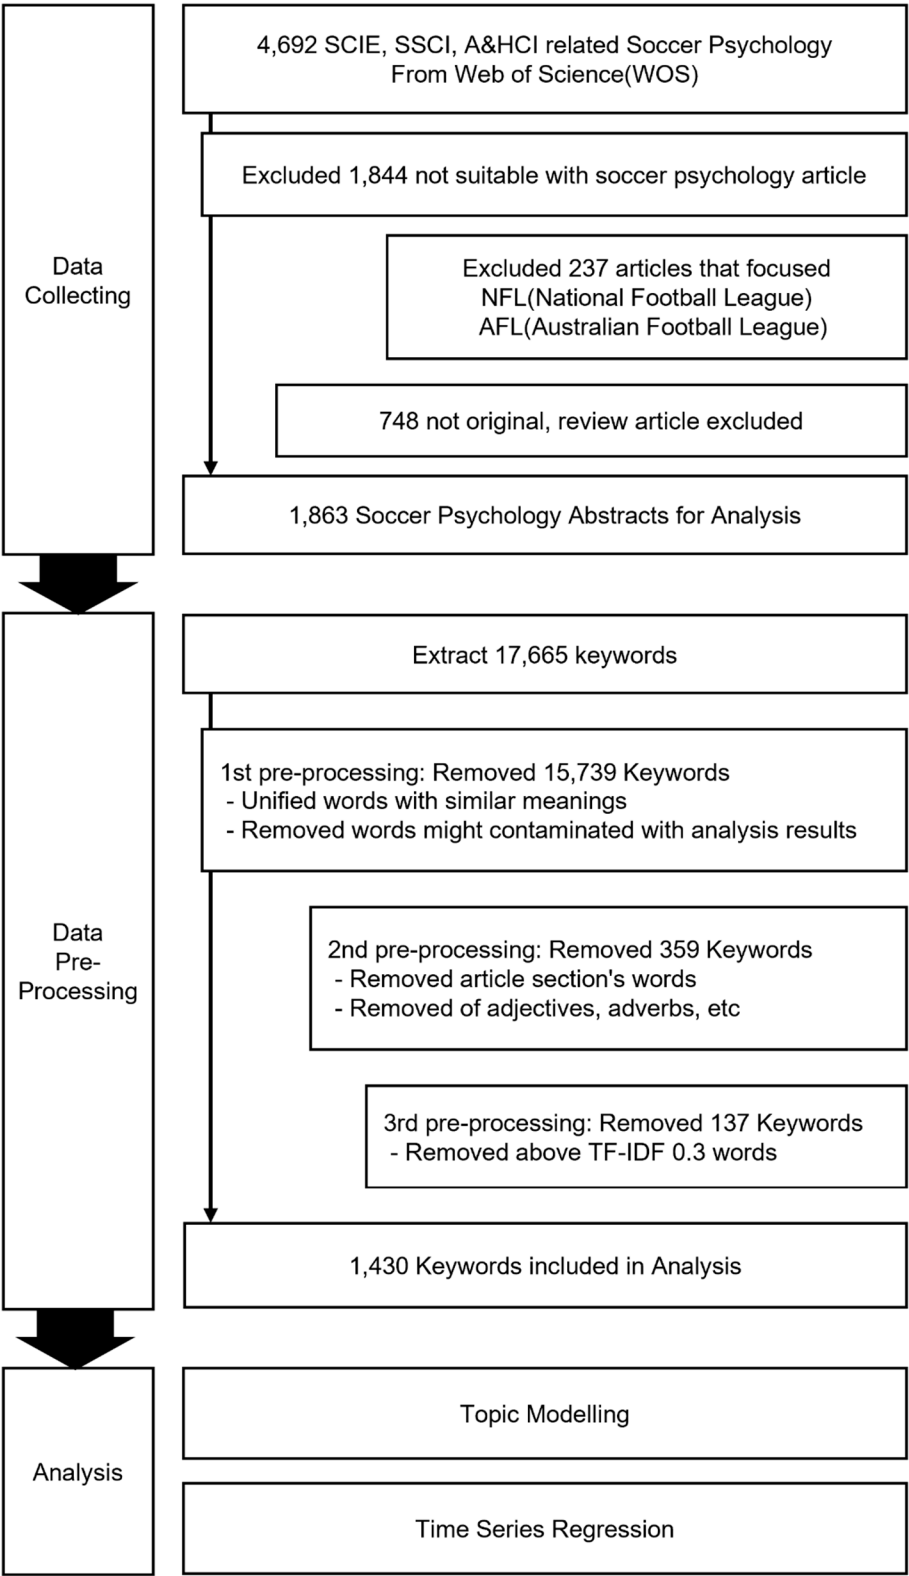 4,692 SCIE, SSCI, A&HCI related Soccer Psychology
From Web of Science(WOS)
Excluded 1,844 not suitable with soccer psychology article
Data
Collecting
Excluded 237 articles that focused
NFL(National Football League)
AFL(Australian Football League)
748 not original, review article excluded
1,863 Soccer Psychology Abstracts for Analysis
Extract 17,665 keywords
1st pre-processing: Removed 15,739 Keywords
- Unified words with similar meanings
- Removed words might contaminated with analysis results
Data
Pre-
Processing
2nd pre-processing: Removed 359 Keywords
- Removed article section's words
- Removed of adjectives, adverbs, etc
3rd pre-processing: Removed 137 Keywords
- Removed above TF-IDF 0.3 words
1,430 Keywords included in Analysis
Analysis
Topic Modelling
Time Series Regression